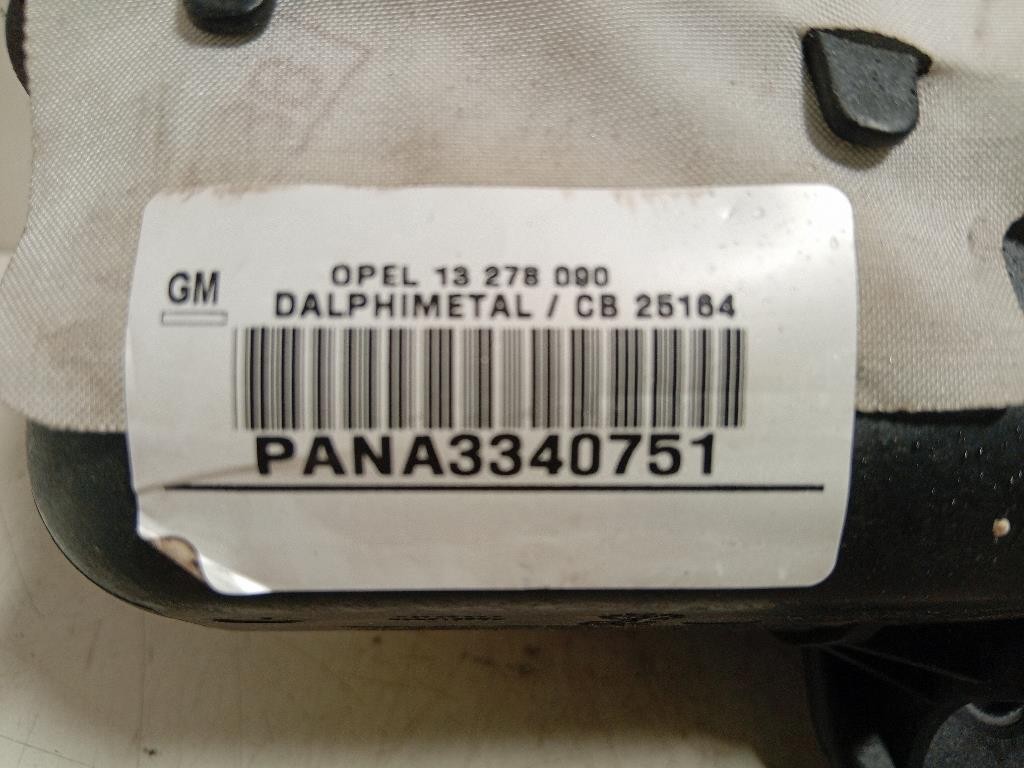 GM
OPEL 13 278 090
DALPHIMETAL / CB 25164
PANA3340751